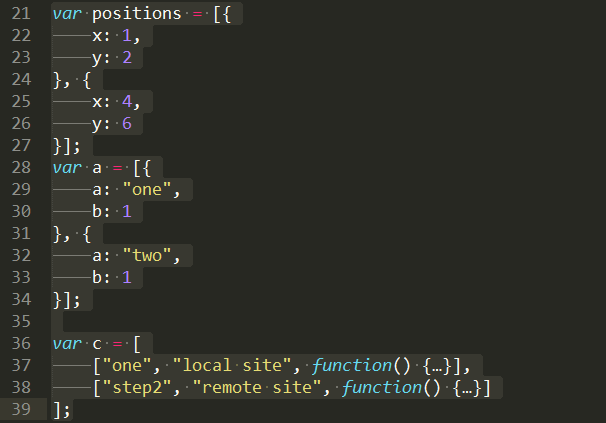 21 var positions = [{
22     x: 1,
23     y: 2
24 }, {
25     x: 4,
26     y: 6
27 }];
28 var a = [{
29     a: "one",
30     b: 1
31 }, {
32     a: "two",
33     b: 1
34 }];
35
36 var c = [
37     ["one", "local site", function() {…}],
38     ["step2", "remote site", function() {…}]
39 ];